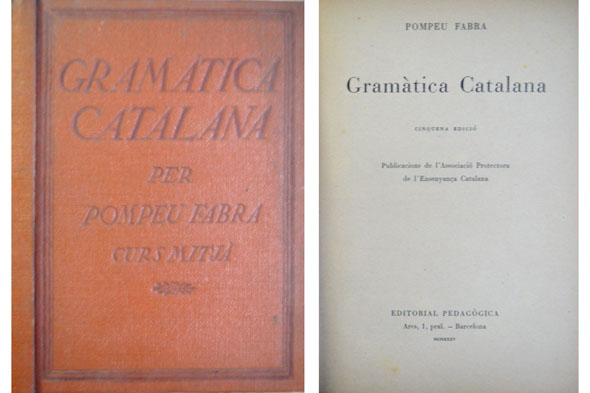 GRAMÀTICA
CATALANA
PER
POMPEU FABRA
CURS MITJÀ
POMPEU FABRA
Gramàtica Catalana
CINQUENA EDICIÓ
Publicacions de l'Associació Protectora
de l'Ensenyança Catalana
EDITORIAL PEDAGÒGICA
Arcs, 1, pral. — Barcelona